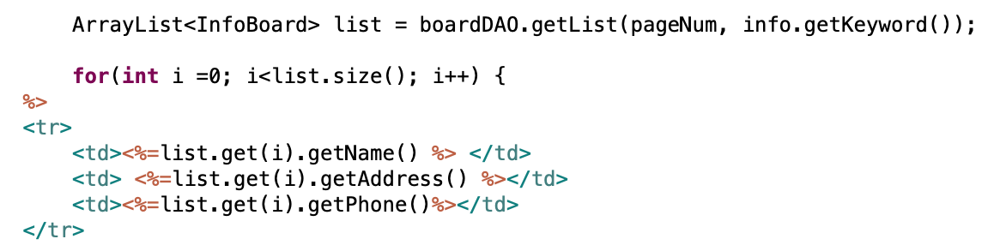 ArrayList<InfoBoard> list = boardDAO.getList(pageNum, info.getKeyword());
for(int i =0; i<list.size(); i++) {
%>
<tr>
<td><%=list.get(i).getName() %> </td>
<td> <%=list.get(i).getAddress() %></td>
<td><%=list.get(i).getPhone()%></td>
</tr>